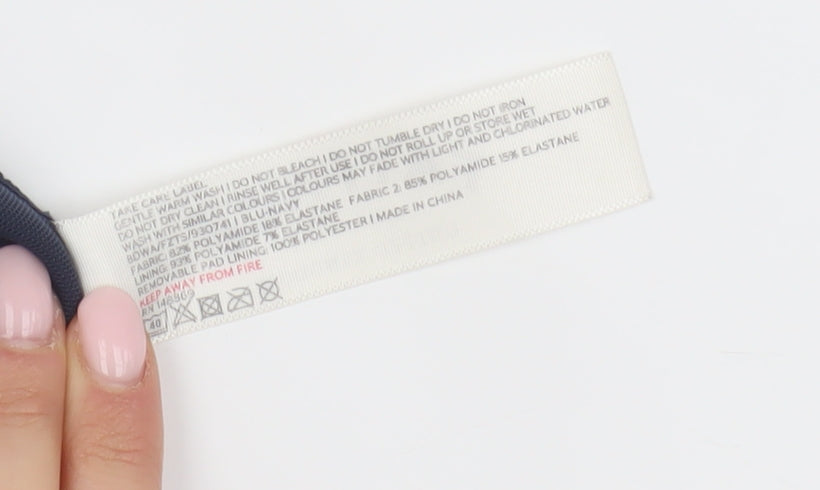 TAKE CARE LABEL
GENTLE WARM WASH | DO NOT BLEACH | DO NOT TUMBLE DRY | DO NOT IRON
DO NOT DRY CLEAN | RINSE WELL AFTER USE | DO NOT ROLL UP OR STORE WET
WASH WITH SIMILAR COLOURS | COLOURS MAY FADE WITH LIGHT AND CHLORINATED WATER
BDWA/FZTS/930741 | BLU-NAVY
FABRIC: 82% POLYAMIDE 18% ELASTANE FABRIC 2: 85% POLYAMIDE 15% ELASTANE
LINING: 93% POLYAMIDE 7% ELASTANE
REMOVABLE PAD LINING: 100% POLYESTER | MADE IN CHINA
KEEP AWAY FROM FIRE
RN
40